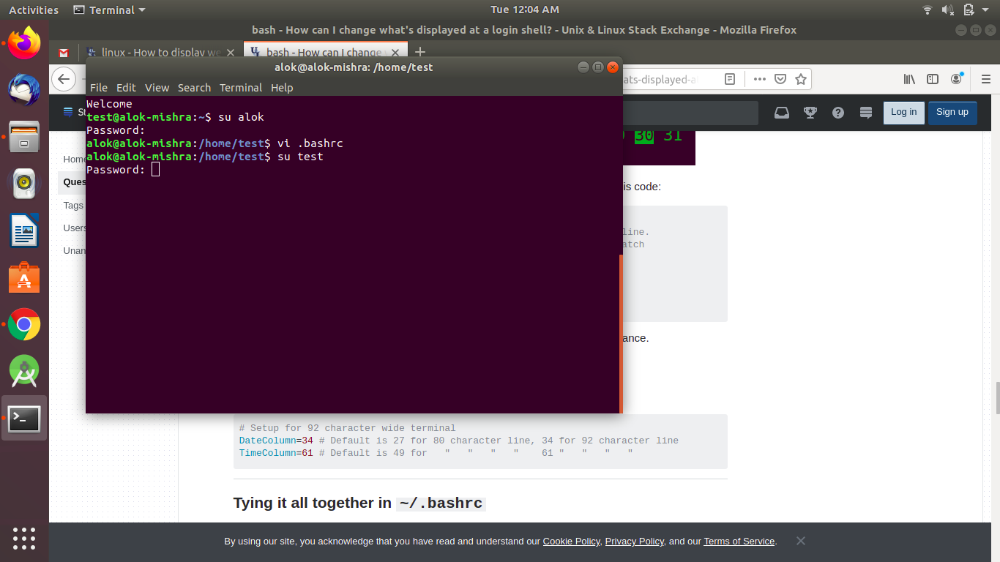 Activities Terminal Tue 12:04 AM
bash - How can I change what's displayed at a login shell? - Unix & Linux Stack Exchange - Mozilla Firefox
linux - How to display we bash - How can I change
alok@alok-mishra: /home/test
ats-displayed-a
File Edit View Search Terminal Help
Welcome
test@alok-mishra:~$ su alok
Password:
alok@alok-mishra:/home/test$ vi .bashrc
alok@alok-mishra:/home/test$ su test
Password:
St
Log in Sign up
30 31
Home
Ques
Tags
Users
Unan
is code:
line.
atch
ance.
# Setup for 92 character wide terminal
DateColumn=34 # Default is 27 for 80 character line, 34 for 92 character line
TimeColumn=61 # Default is 49 for " " " " 61 " " " "
Tying it all together in ~/.bashrc
By using our site, you acknowledge that you have read and understand our Cookie Policy, Privacy Policy, and our Terms of Service.